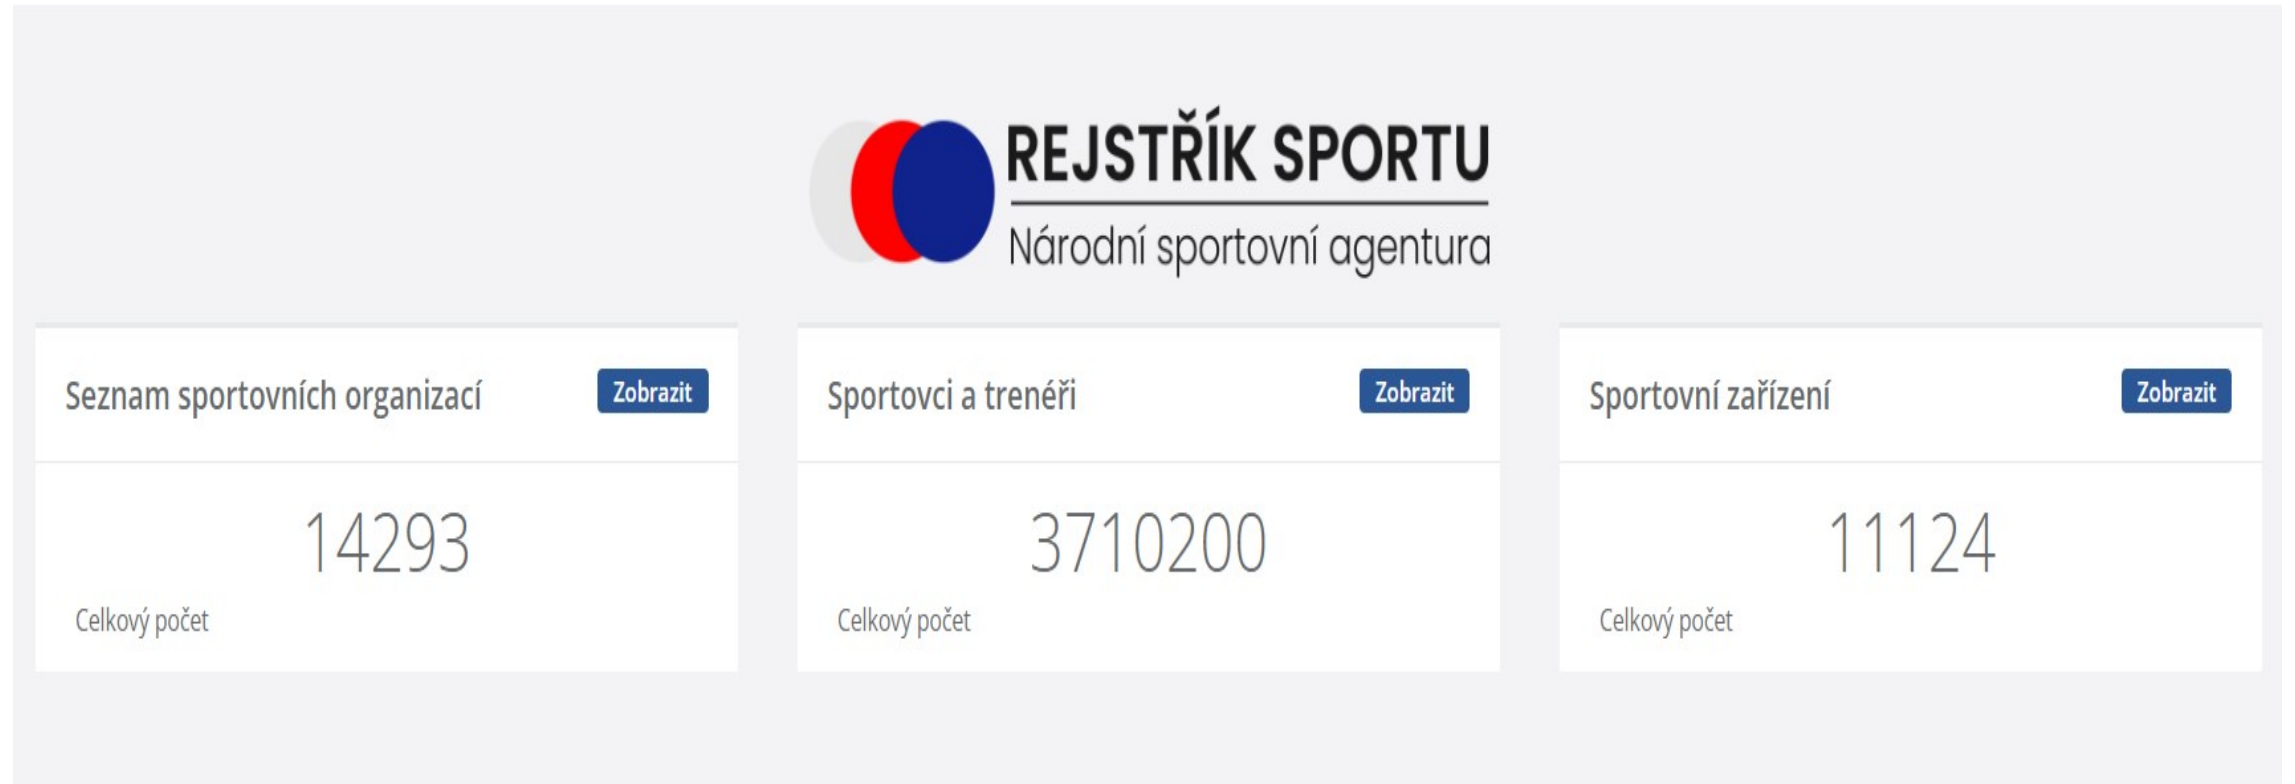 REJSTŘÍK SPORTU
Národní sportovní agentura
Seznam sportovních organizací
Zobrazit
14293
Celkový počet
Sportovci a trenéři
Zobrazit
3710200
Celkový počet
Sportovní zařízení
Zobrazit
11124
Celkový počet